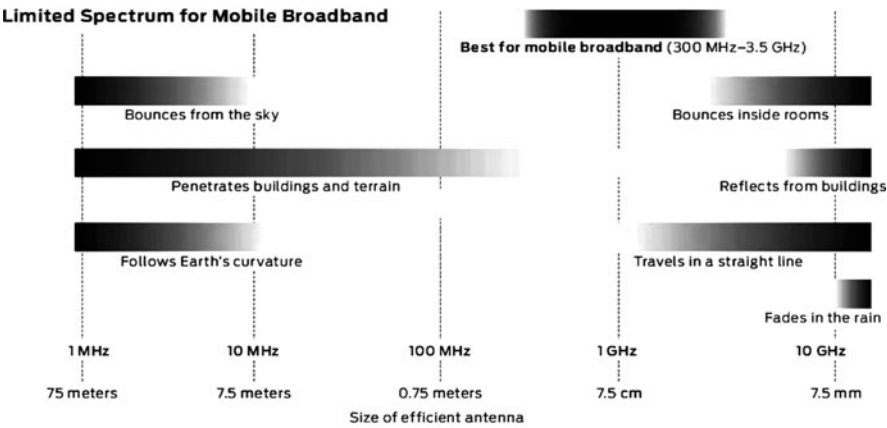 Limited Spectrum for Mobile Broadband
Best for mobile broadband (300 MHz–3.5 GHz)
Bounces from the sky
Bounces inside rooms
Penetrates buildings and terrain
Reflects from buildings
Follows Earth's curvature
Travels in a straight line
Fades in the rain
1 MHz 10 MHz 100 MHz 1 GHz 10 GHz
75 meters 7.5 meters 0.75 meters 7.5 cm 7.5 mm
Size of efficient antenna